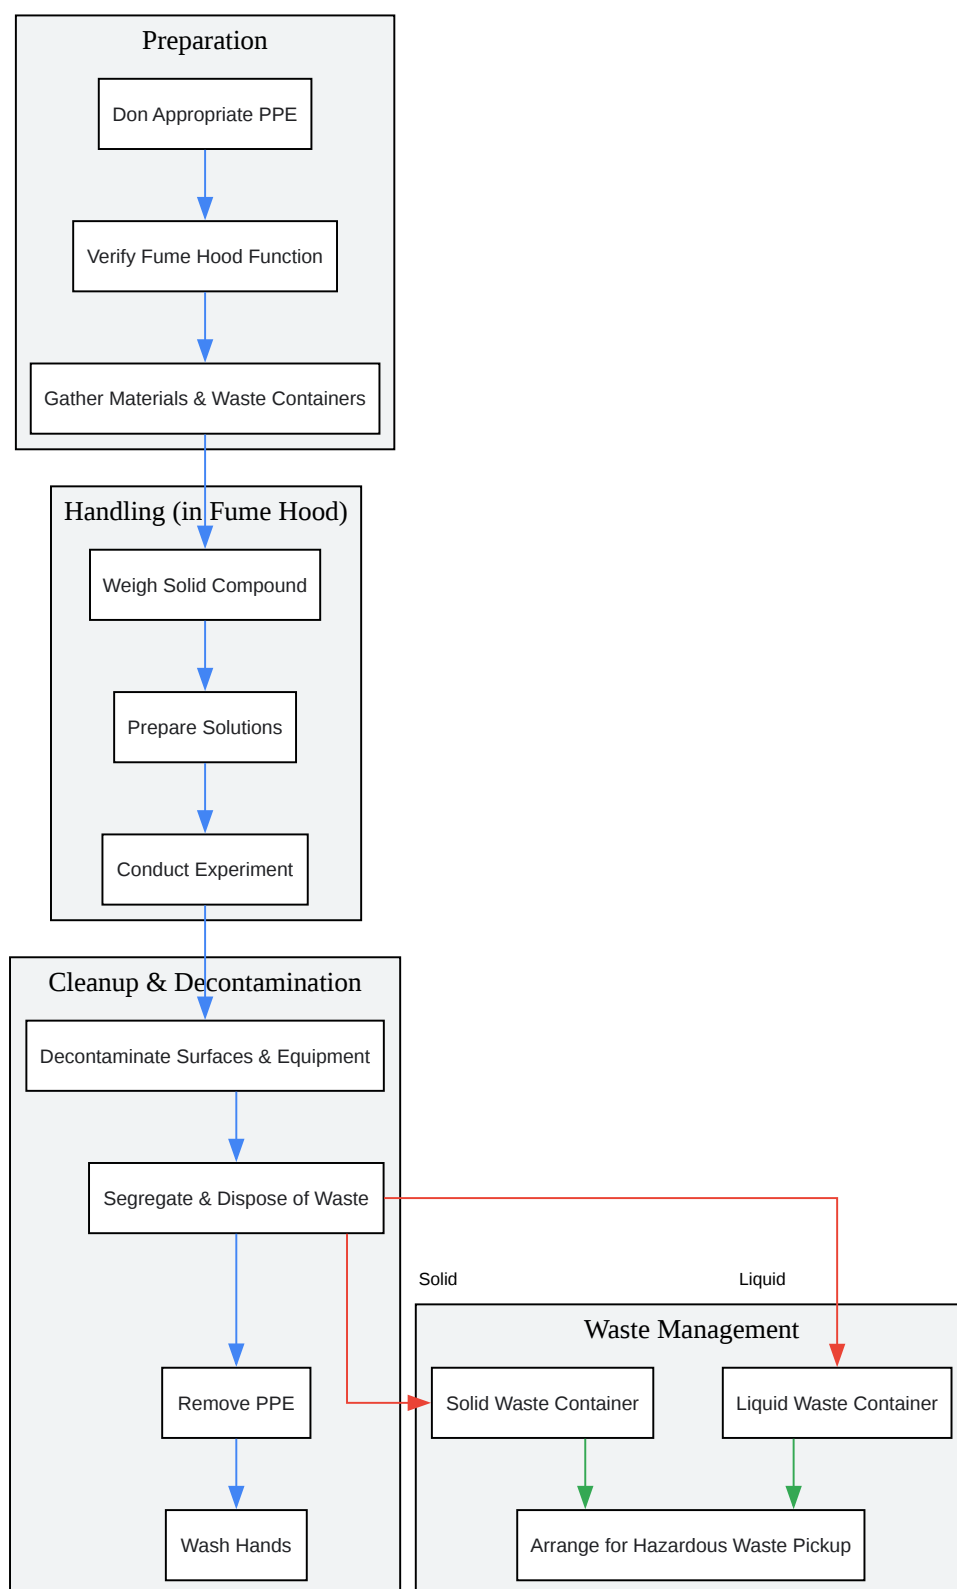 Preparation
Don Appropriate PPE
Verify Fume Hood Function
Gather Materials & Waste Containers
Handling (in Fume Hood)
Weigh Solid Compound
Prepare Solutions
Conduct Experiment
Cleanup & Decontamination
Decontaminate Surfaces & Equipment
Segregate & Dispose of Waste
Solid
Liquid
Waste Management
Remove PPE
Solid Waste Container
Liquid Waste Container
Wash Hands
Arrange for Hazardous Waste Pickup